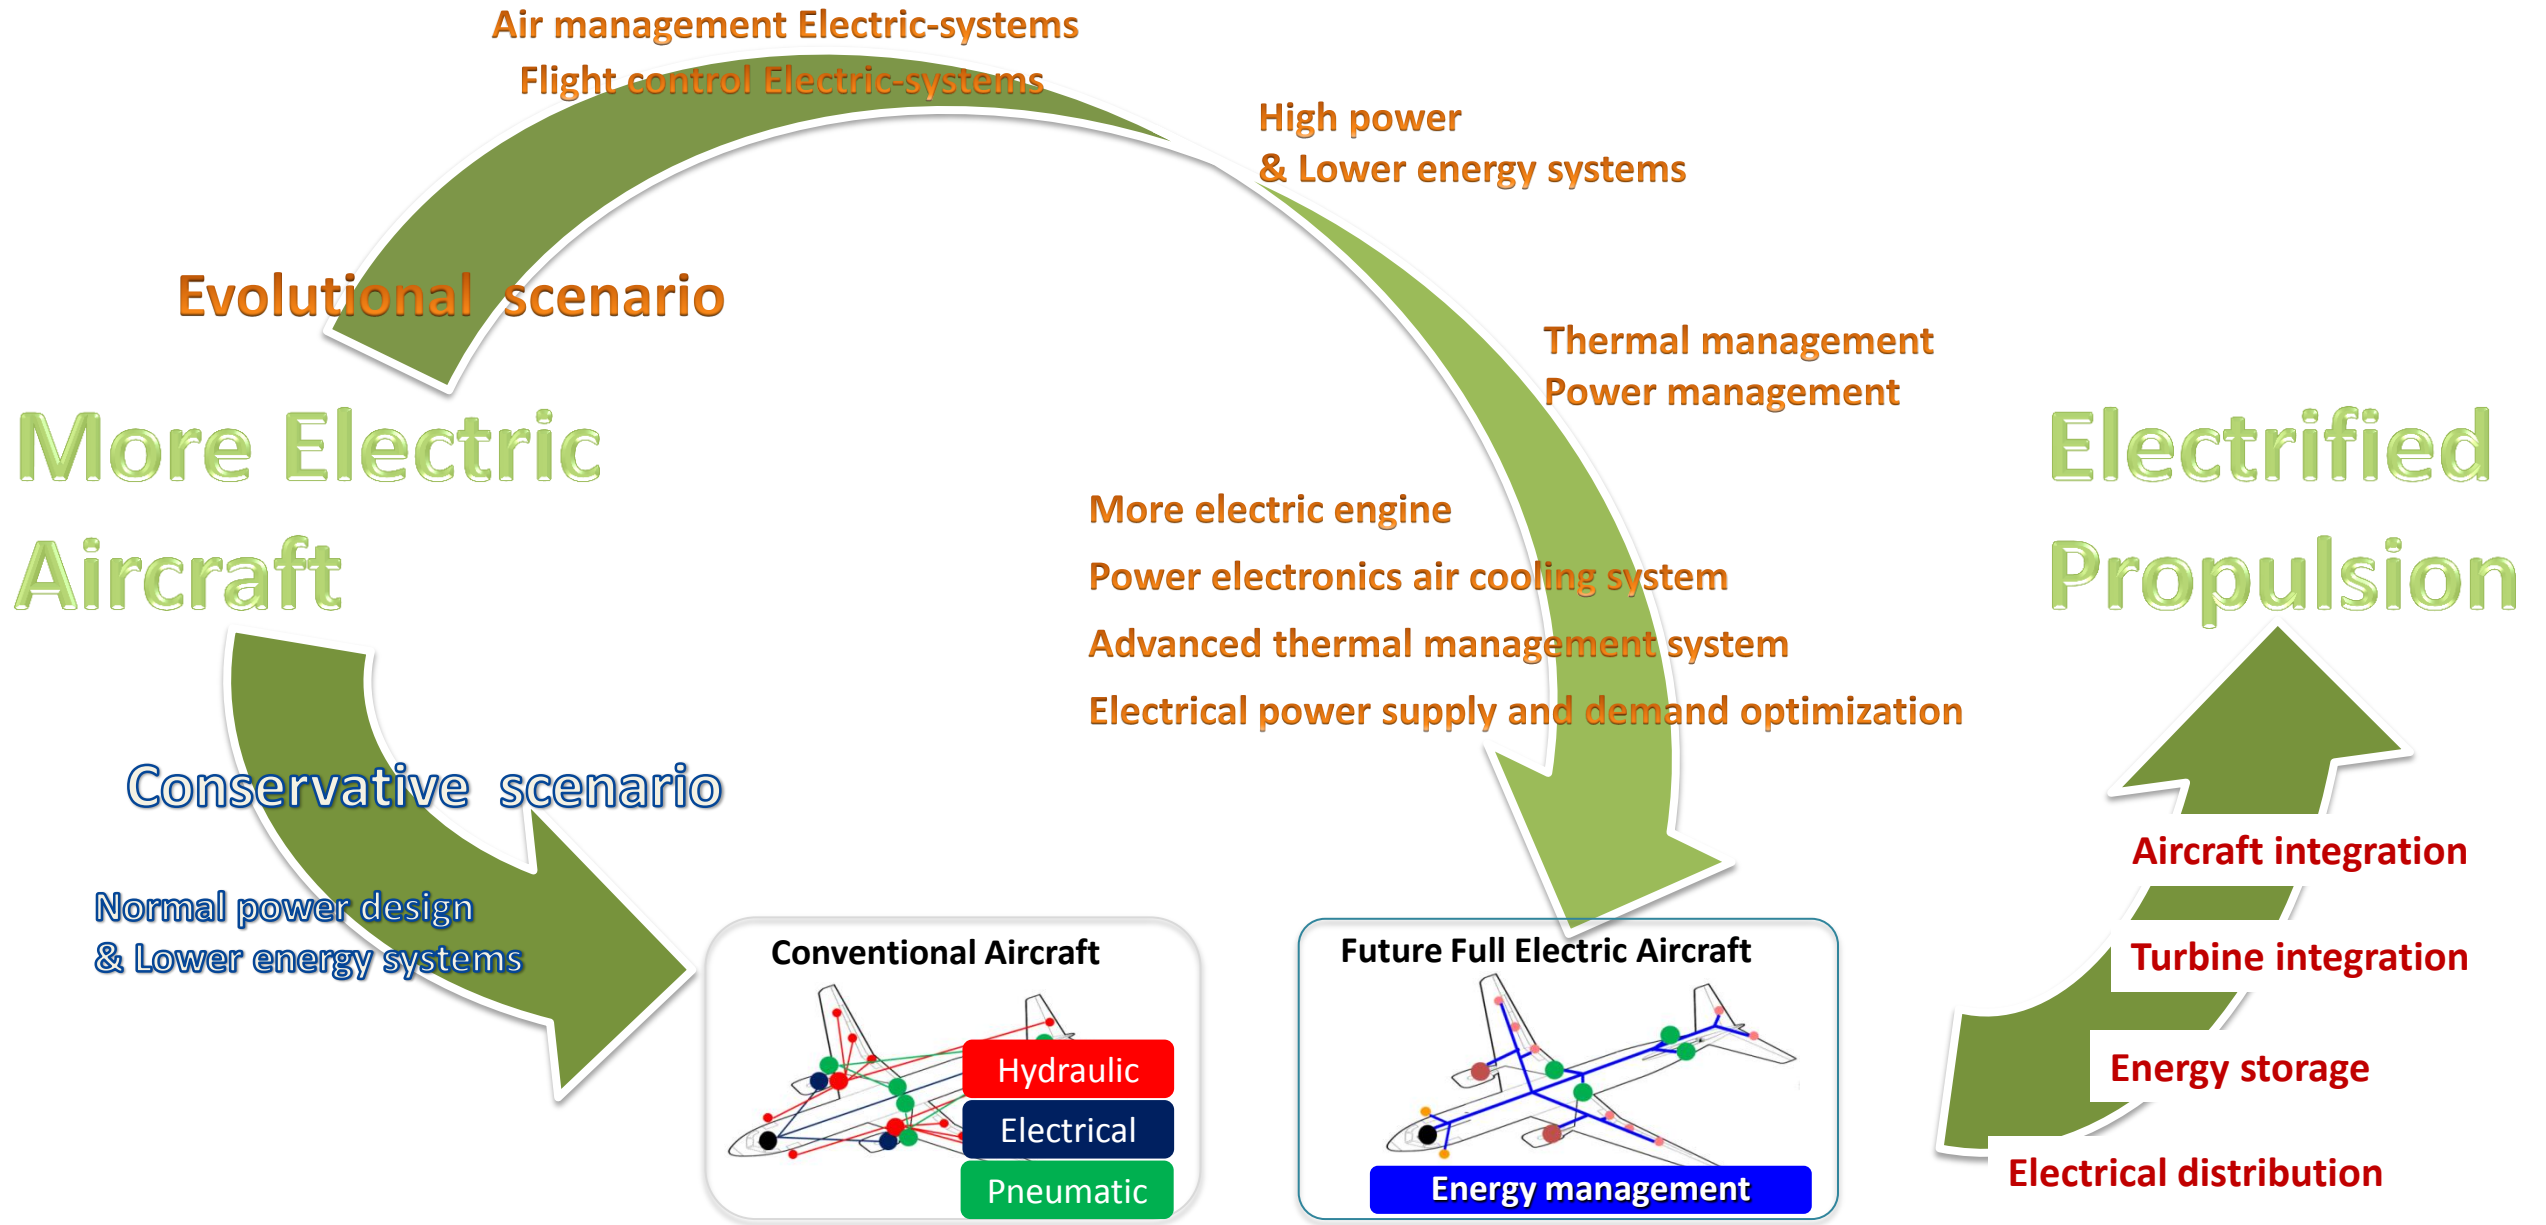 Air management Electric-systems
Flight control Electric-systems
High power
& Lower energy systems
Evolutional scenario
Thermal management
Power management
More Electric
Aircraft
Electrified
Propulsion
More electric engine
Power electronics air cooling system
Advanced thermal management system
Electrical power supply and demand optimization
Conservative scenario
Normal power design
& Lower energy systems
Conventional Aircraft
Hydraulic
Electrical
Pneumatic
Future Full Electric Aircraft
Energy management
Aircraft integration
Turbine integration
Energy storage
Electrical distribution